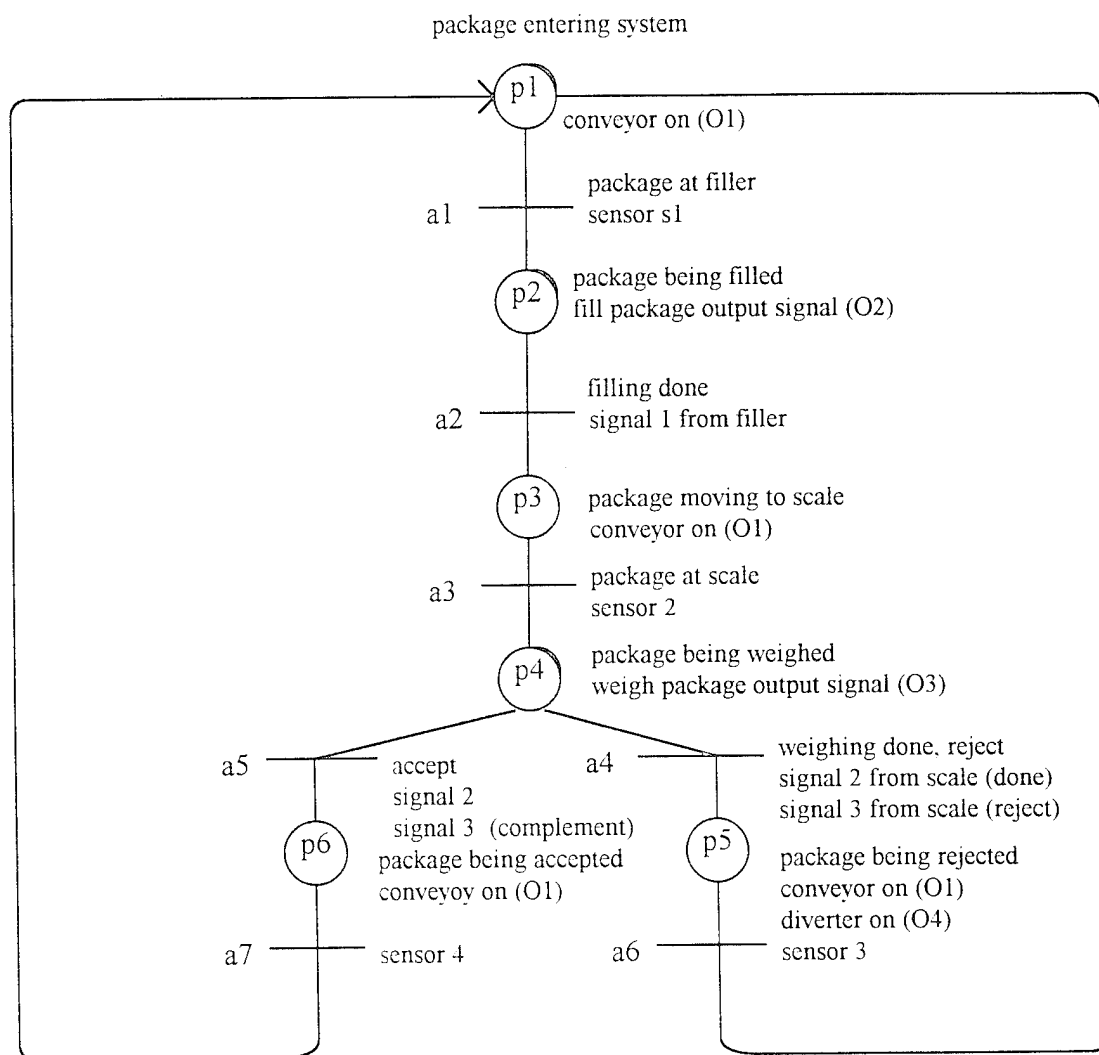 package entering system
p1
conveyor on (O1)
package at filler
a1
sensor s1
p2
package being filled
fill package output signal (O2)
filling done
a2
signal 1 from filler
p3
package moving to scale
conveyor on (O1)
a3
package at scale
sensor 2
p4
package being weighed
weigh package output signal (O3)
a5
accept
signal 2
signal 3 (complement)
p6
package being accepted
conveyoy on (O1)
a7
sensor 4
a4
weighing done, reject
signal 2 from scale (done)
signal 3 from scale (reject)
p5
package being rejected
conveyor on (O1)
diverter on (O4)
a6
sensor 3